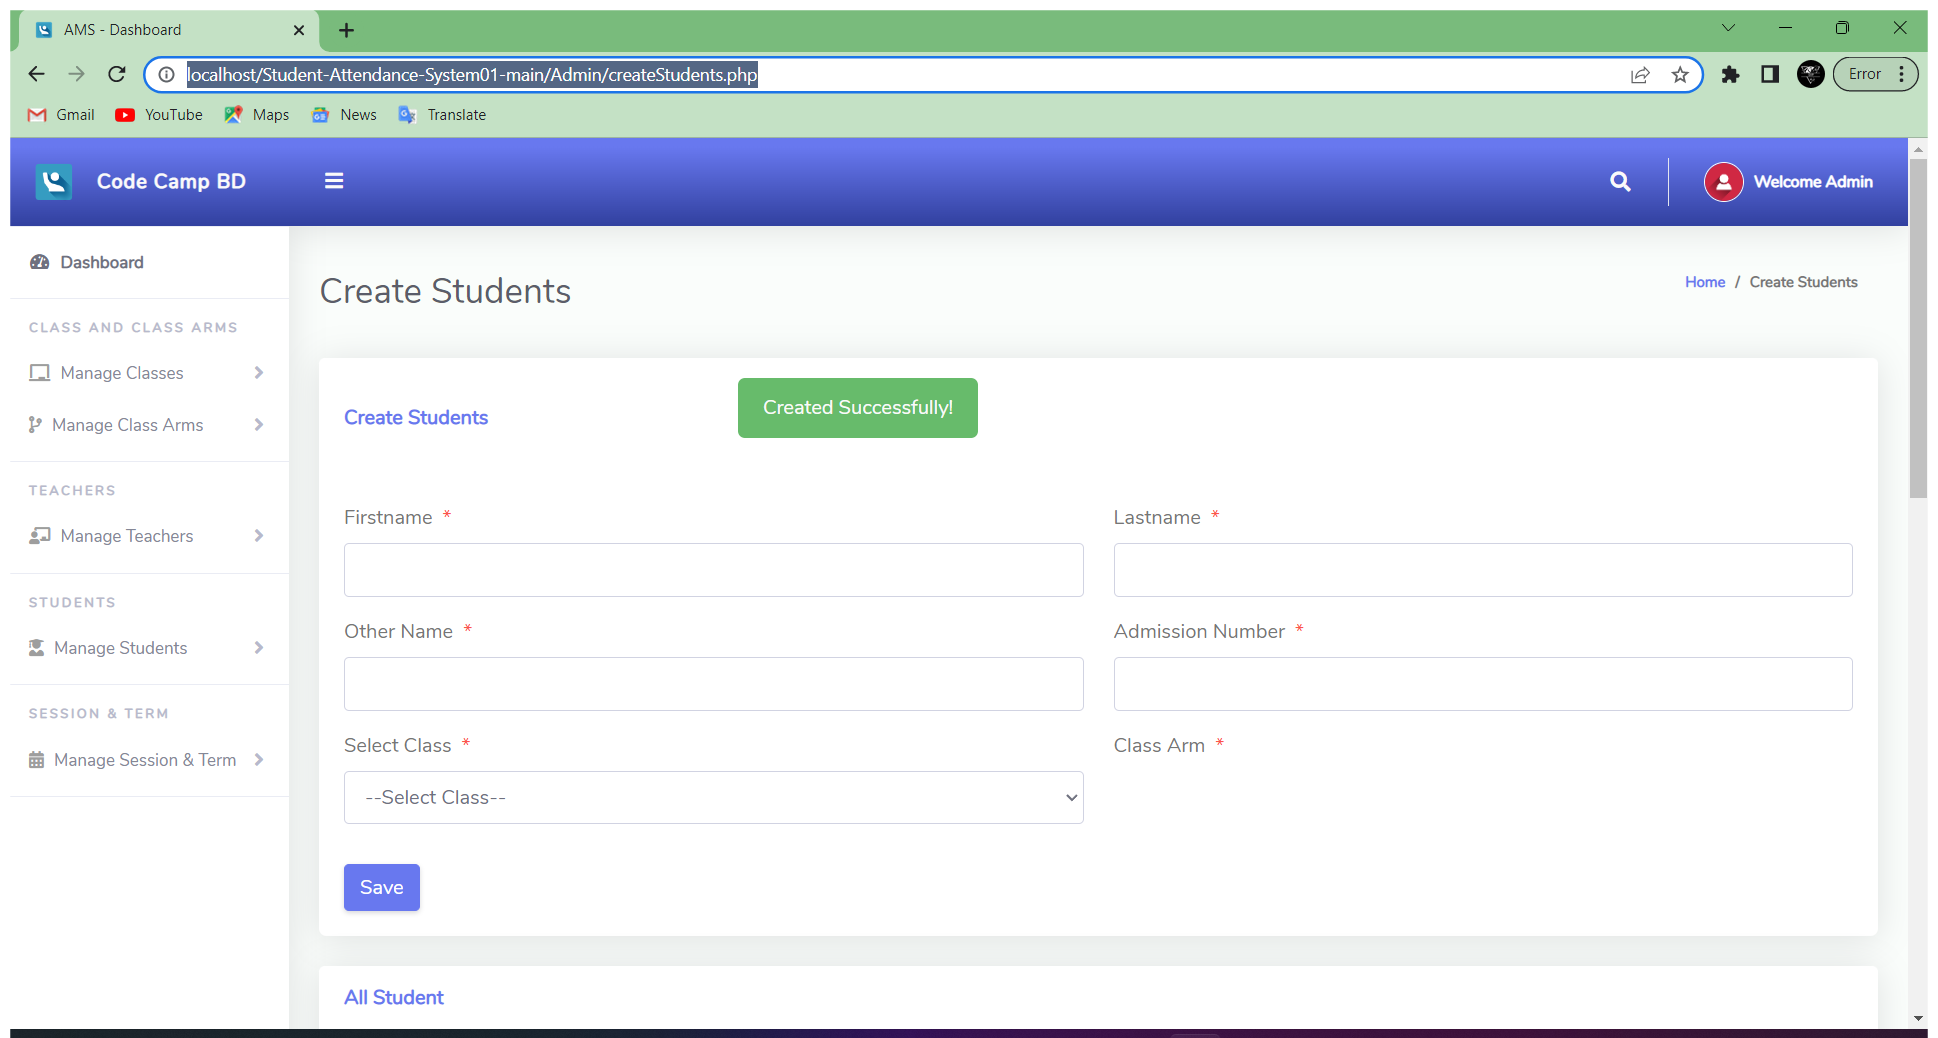 AMS - Dashboard
localhost/Student-Attendance-System01-main/Admin/createStudents.php
Error
Gmail YouTube Maps News Translate
Code Camp BD
Welcome Admin
Dashboard
CLASS AND CLASS ARMS
Manage Classes
Manage Class Arms
TEACHERS
Manage Teachers
STUDENTS
Manage Students
SESSION & TERM
Manage Session & Term
Create Students
Home / Create Students
Create Students
Created Successfully!
Firstname *
Lastname *
Other Name *
Admission Number *
Select Class *
Class Arm *
--Select Class--
Save
All Student